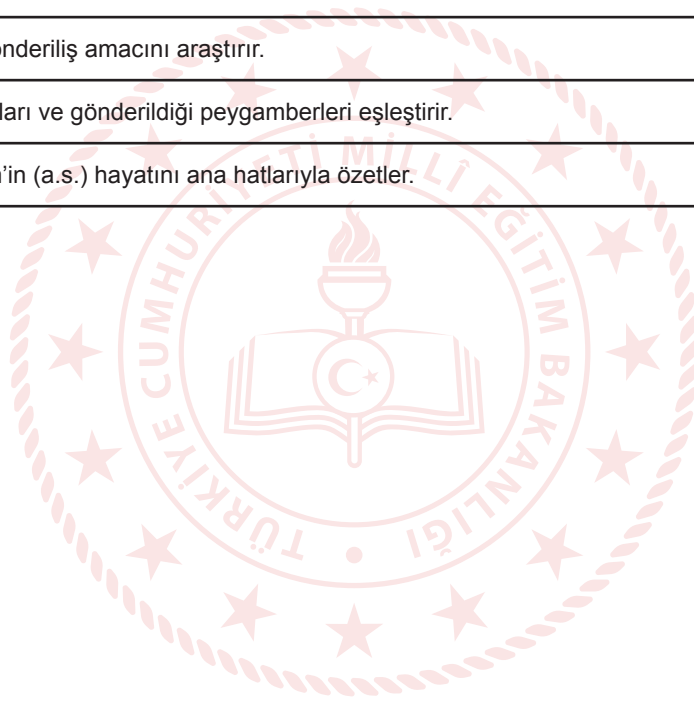 nderiliş amacını araştırır.
ları ve gönderildiği peygamberleri eşleştirir.
’in (a.s.) hayatını ana hatlarıyla özetler.
TÜRKİYE CUMHURİYETİ MİLLÎ EĞİTİM BAKANLIĞI